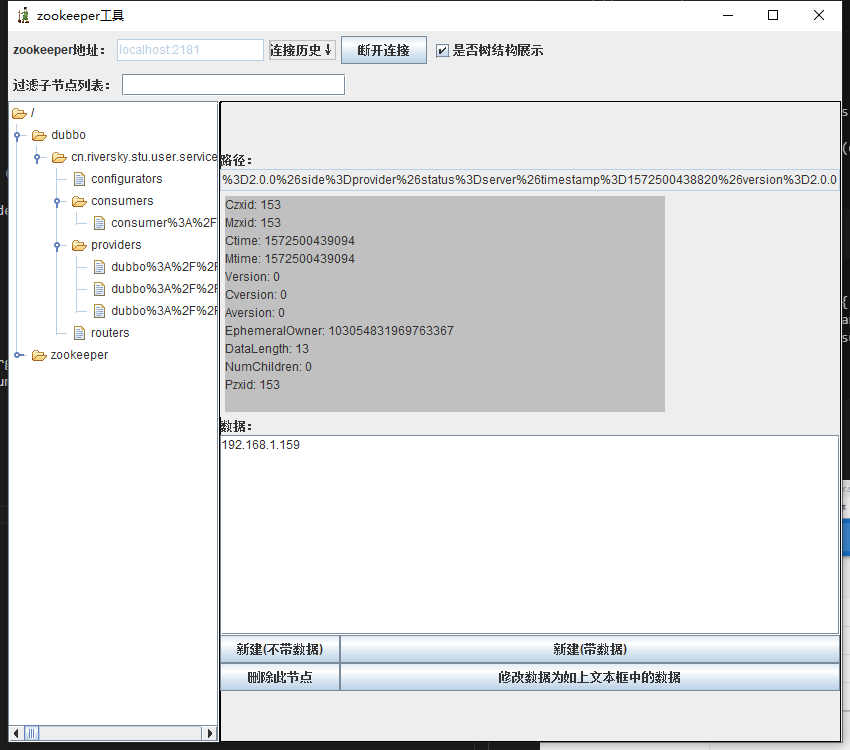 zookeeper工具
zookeeper地址： localhost:2181 连接历史↓ 断开连接 是否树结构展示
过滤子节点列表：
/
dubbo
cn.riversky.stu.user.service
configurators
consumers
consumer%3A%2F
providers
dubbo%3A%2F%2F
dubbo%3A%2F%2F
dubbo%3A%2F%2F
routers
zookeeper
路径：
%3D2.0.0%26side%3Dprovider%26status%3Dserver%26timestamp%3D1572500438820%26version%3D2.0.0
Czxid: 153
Mzxid: 153
Ctime: 1572500439094
Mtime: 1572500439094
Version: 0
Cversion: 0
Aversion: 0
EphemeralOwner: 103054831969763367
DataLength: 13
NumChildren: 0
Pzxid: 153
数据：
192.168.1.159
新建(不带数据) 新建(带数据)
删除此节点 修改数据为如上文本框中的数据